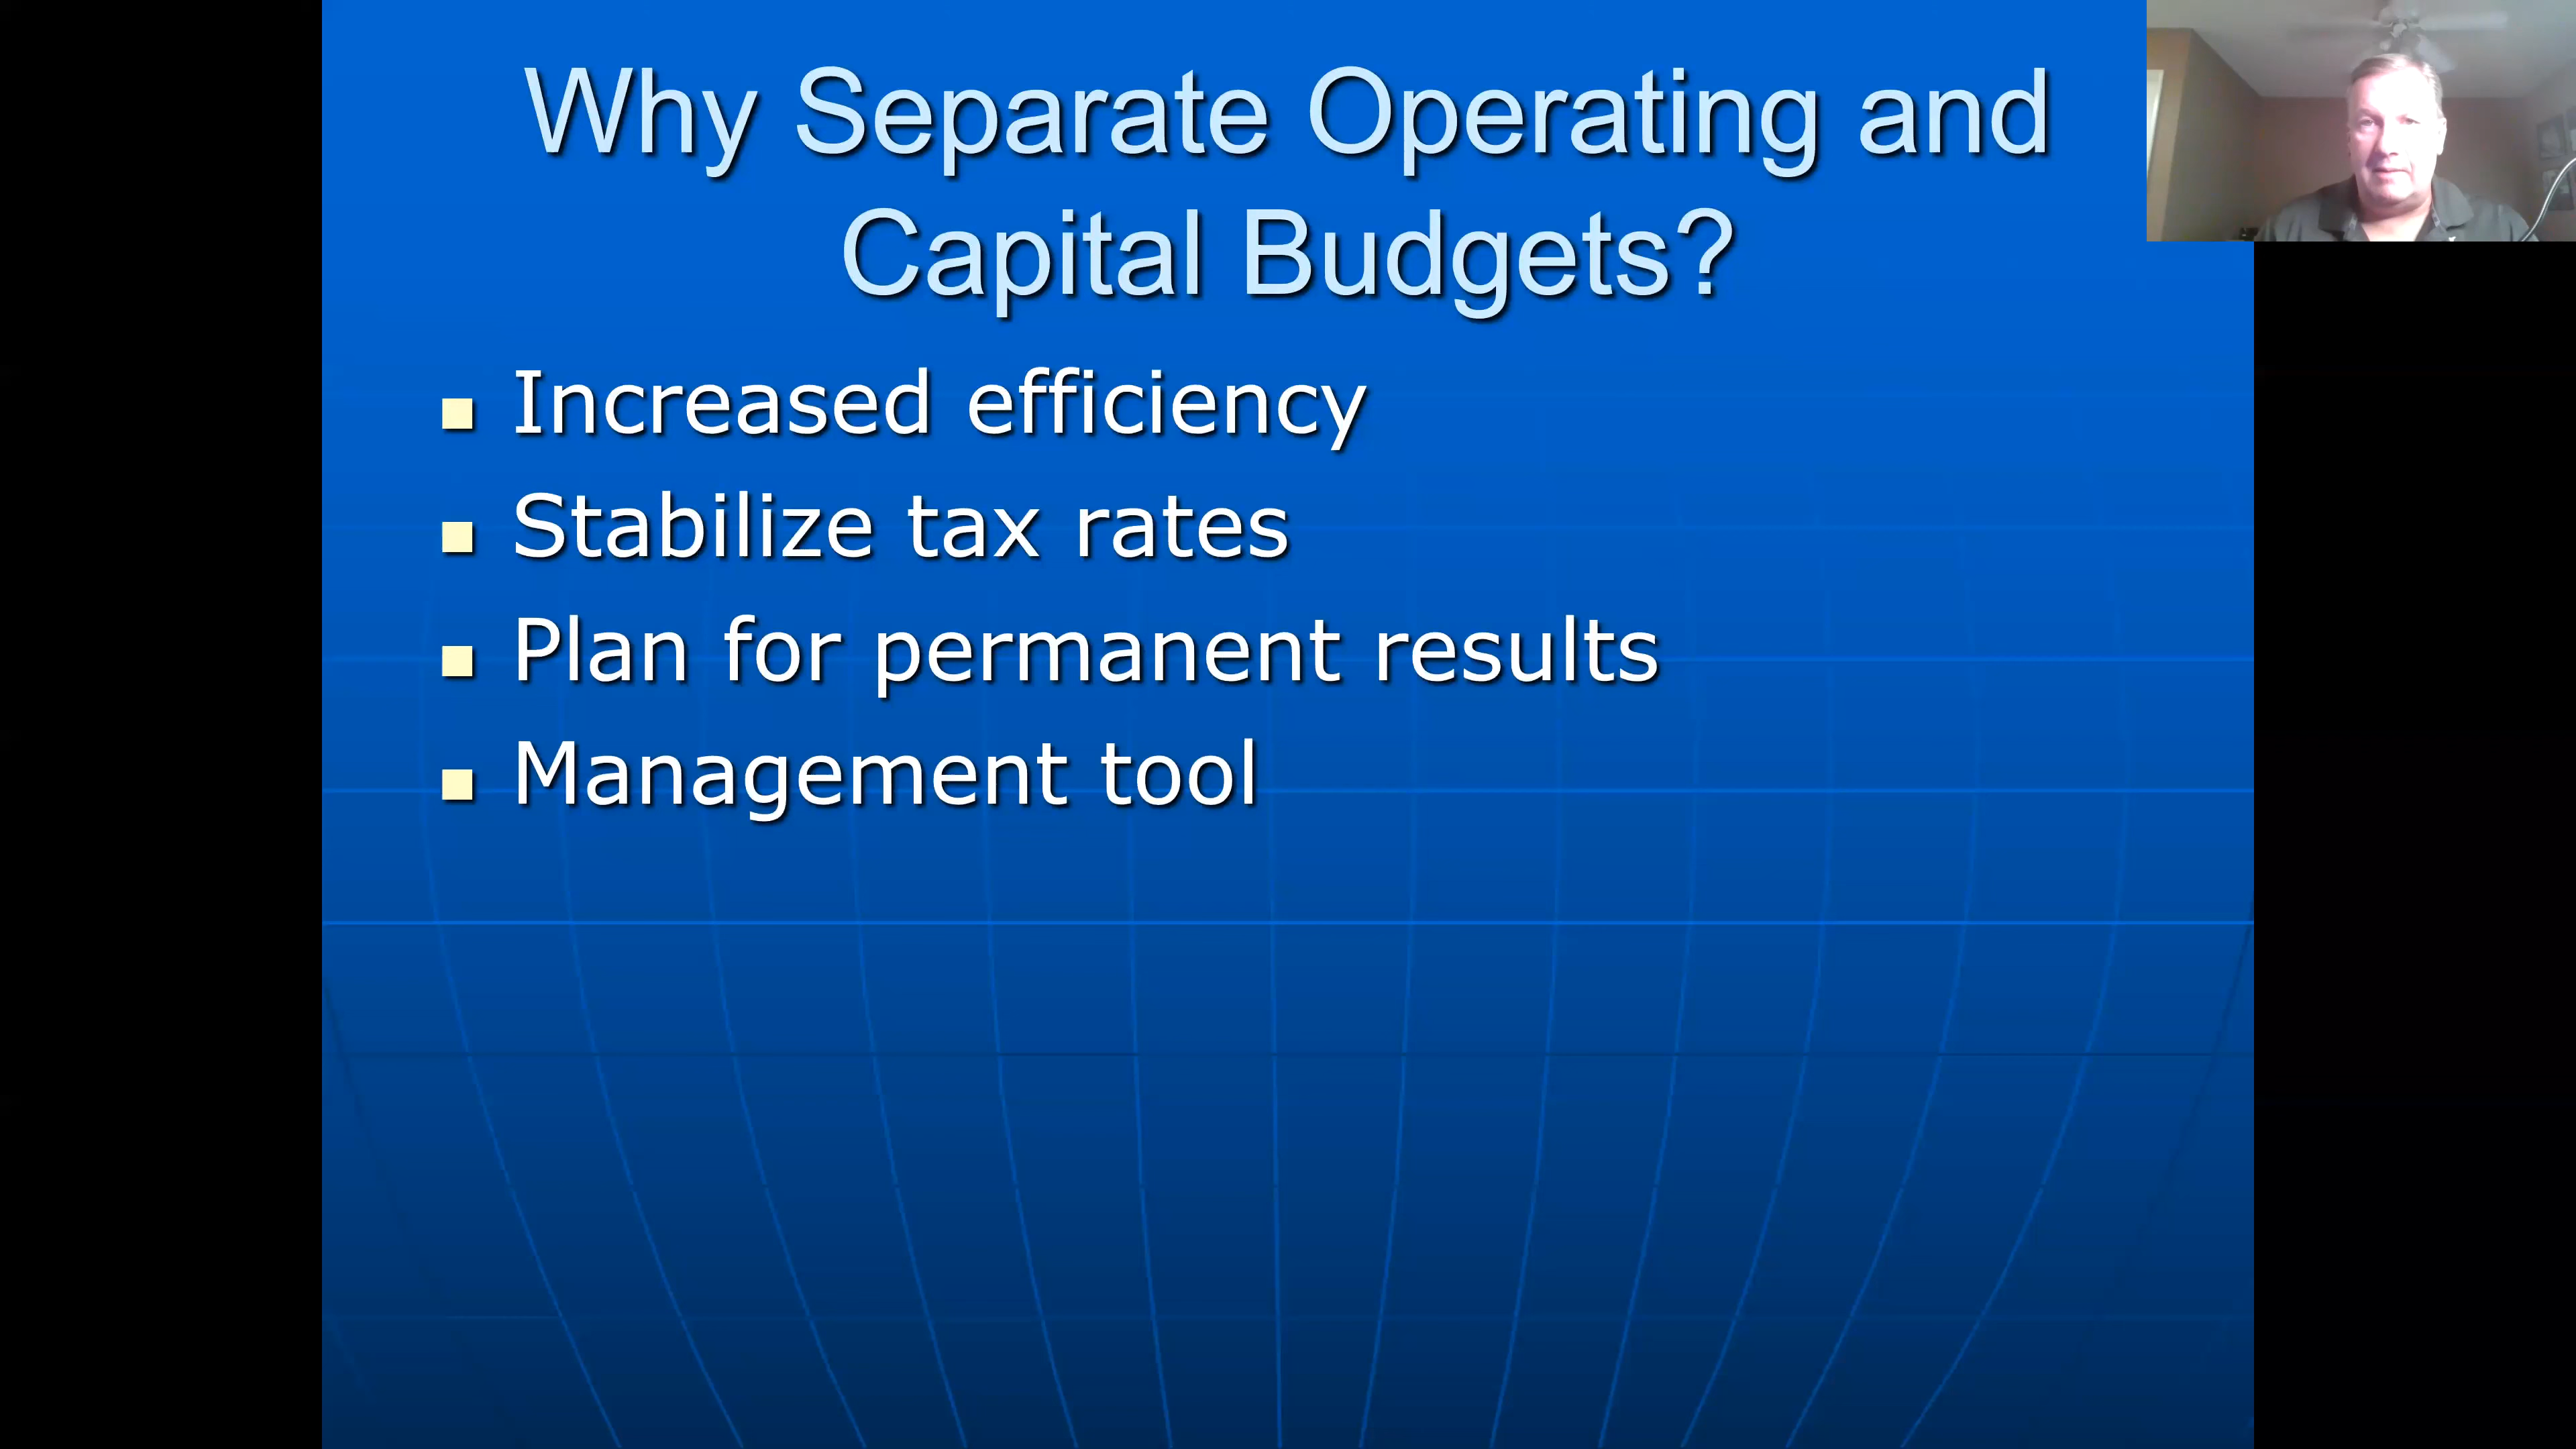 Why Separate Operating and
Capital Budgets?
Increased efficiency
Stabilize tax rates
Plan for permanent results
Management tool